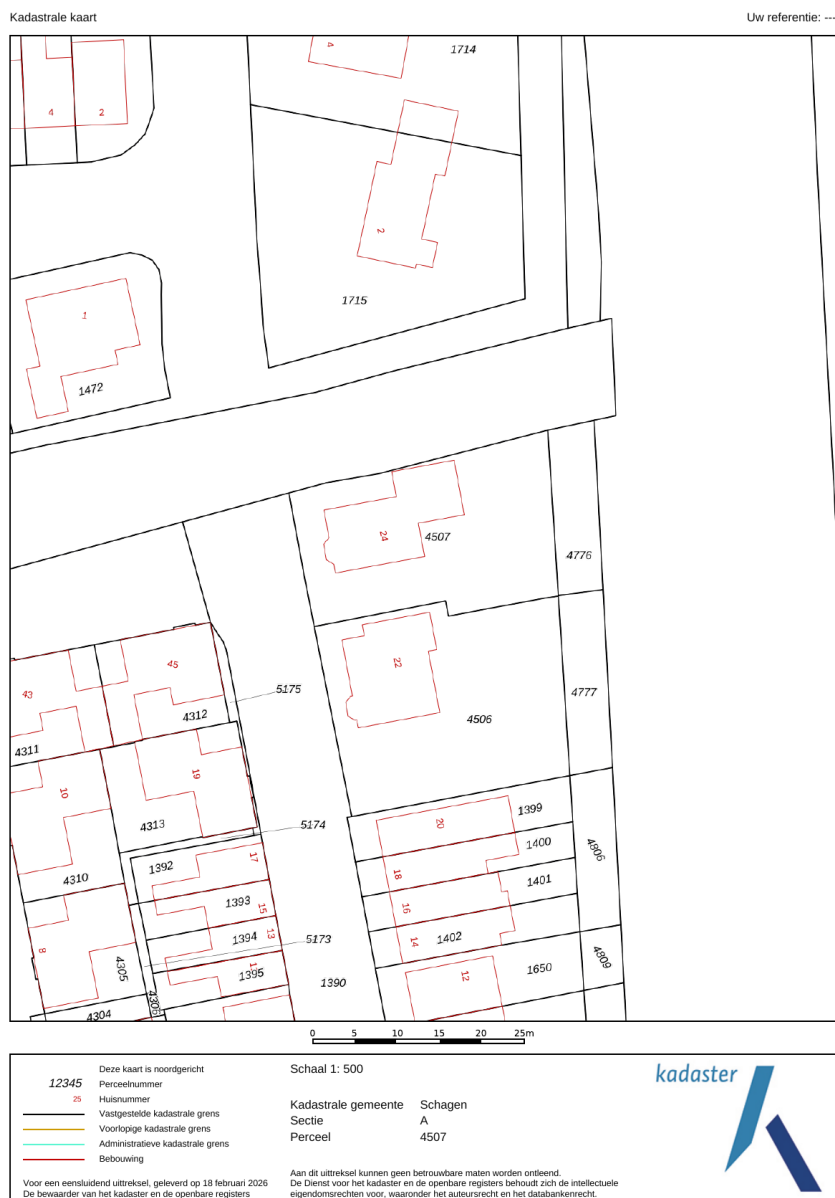 Kadastrale kaart
Uw referentie: ---
4
1714
4
2
2
1715
1
1472
24
4507
4776
22
4506
4777
43
45
4311
4312
5175
10
19
4313
5174
4310
20
1399
1400
4806
18
1401
16
14
1402
1392
17
1393
15
1394
13
5173
1395
1390
8
4305
4306
4304
12
1650
4809
0 5 10 15 20 25m
Deze kaart is noordgericht
12345 Perceelnummer
25 Huisnummer
Vastgestelde kadastrale grens
Voorlopige kadastrale grens
Administratieve kadastrale grens
Bebouwing
Schaal 1: 500
Kadastrale gemeente Schagen
Sectie A
Perceel 4507
kadaster
Voor een eensluidend uittreksel, geleverd op 18 februari 2026
De bewaarder van het kadaster en de openbare registers
Aan dit uittreksel kunnen geen betrouwbare maten worden ontleend.
De Dienst voor het kadaster en de openbare registers behoudt zich de intellectuele
eigendomsrechten voor, waaronder het auteursrecht en het databankenrecht.